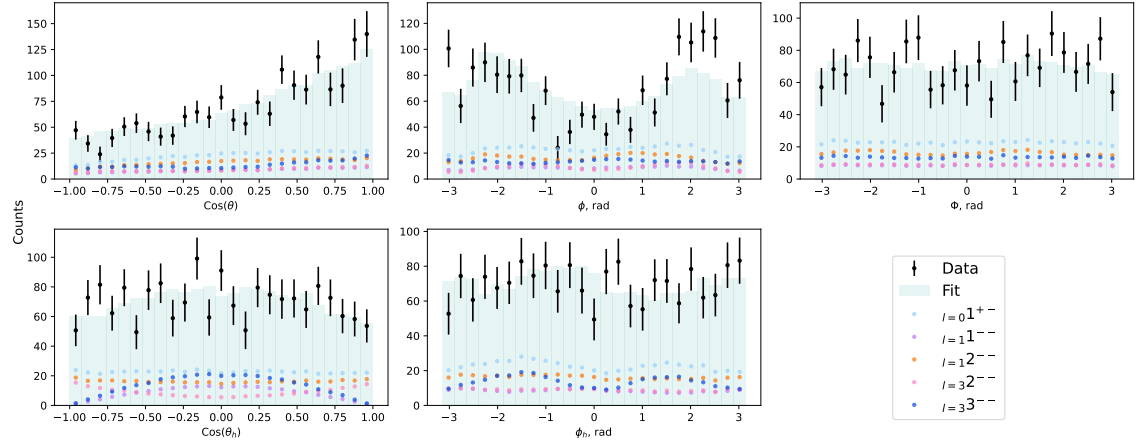 150
125
100
75
50
25
0
−1.00 −0.75 −0.50 −0.25 0.00 0.25 0.50 0.75 1.00
Cos(θ)
120
100
80
60
40
20
0
−3 −2 −1 0 1 2 3
ϕ, rad
100
80
60
40
20
0
−3 −2 −1 0 1 2 3
Φ, rad
Counts
100
80
60
40
20
0
−1.00 −0.75 −0.50 −0.25 0.00 0.25 0.50 0.75 1.00
Cos(θ_h)
80
60
40
20
0
−3 −2 −1 0 1 2 3
ϕ_h, rad
Data
Fit
_{l=0}1^{+−}
_{l=1}1^{−−}
_{l=1}2^{−−}
_{l=3}2^{−−}
_{l=3}3^{−−}